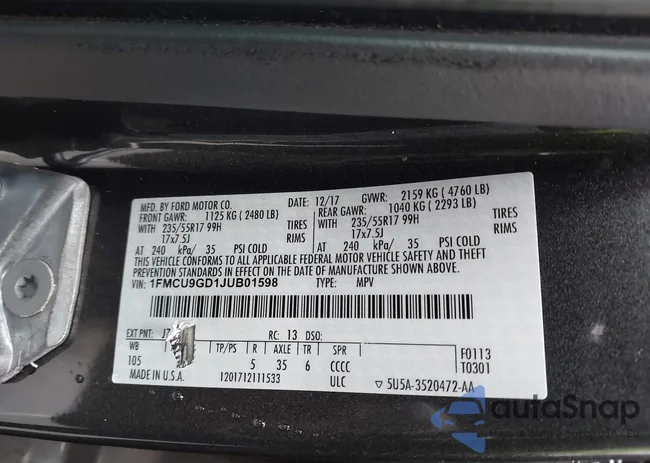 MFD. BY FORD MOTOR CO.
DATE: 12/17 GVWR: 2159 KG ( 4760 LB)
FRONT GAWR: 1125 KG ( 2480 LB) REAR GAWR: 1040 KG ( 2293 LB)
WITH 235/55R17 99H TIRES WITH 235/55R17 99H TIRES
17x7.5J RIMS 17x7.5J RIMS
AT 240 kPa/ 35 PSI COLD AT 240 kPa/ 35 PSI COLD
THIS VEHICLE CONFORMS TO ALL APPLICABLE FEDERAL MOTOR VEHICLE SAFETY AND THEFT
PREVENTION STANDARDS IN EFFECT ON THE DATE OF MANUFACTURE SHOWN ABOVE.
VIN: 1FMCU9GD1JUB01598 TYPE: MPV
EXT PNT: J7 RC: 13 DSO:
WB TP/PS R AXLE TR SPR F0113
105 5 35 6 CCCC T0301
MADE IN U.S.A. 1201712111533 ULC 5U5A-3520472-AA
autoSnap